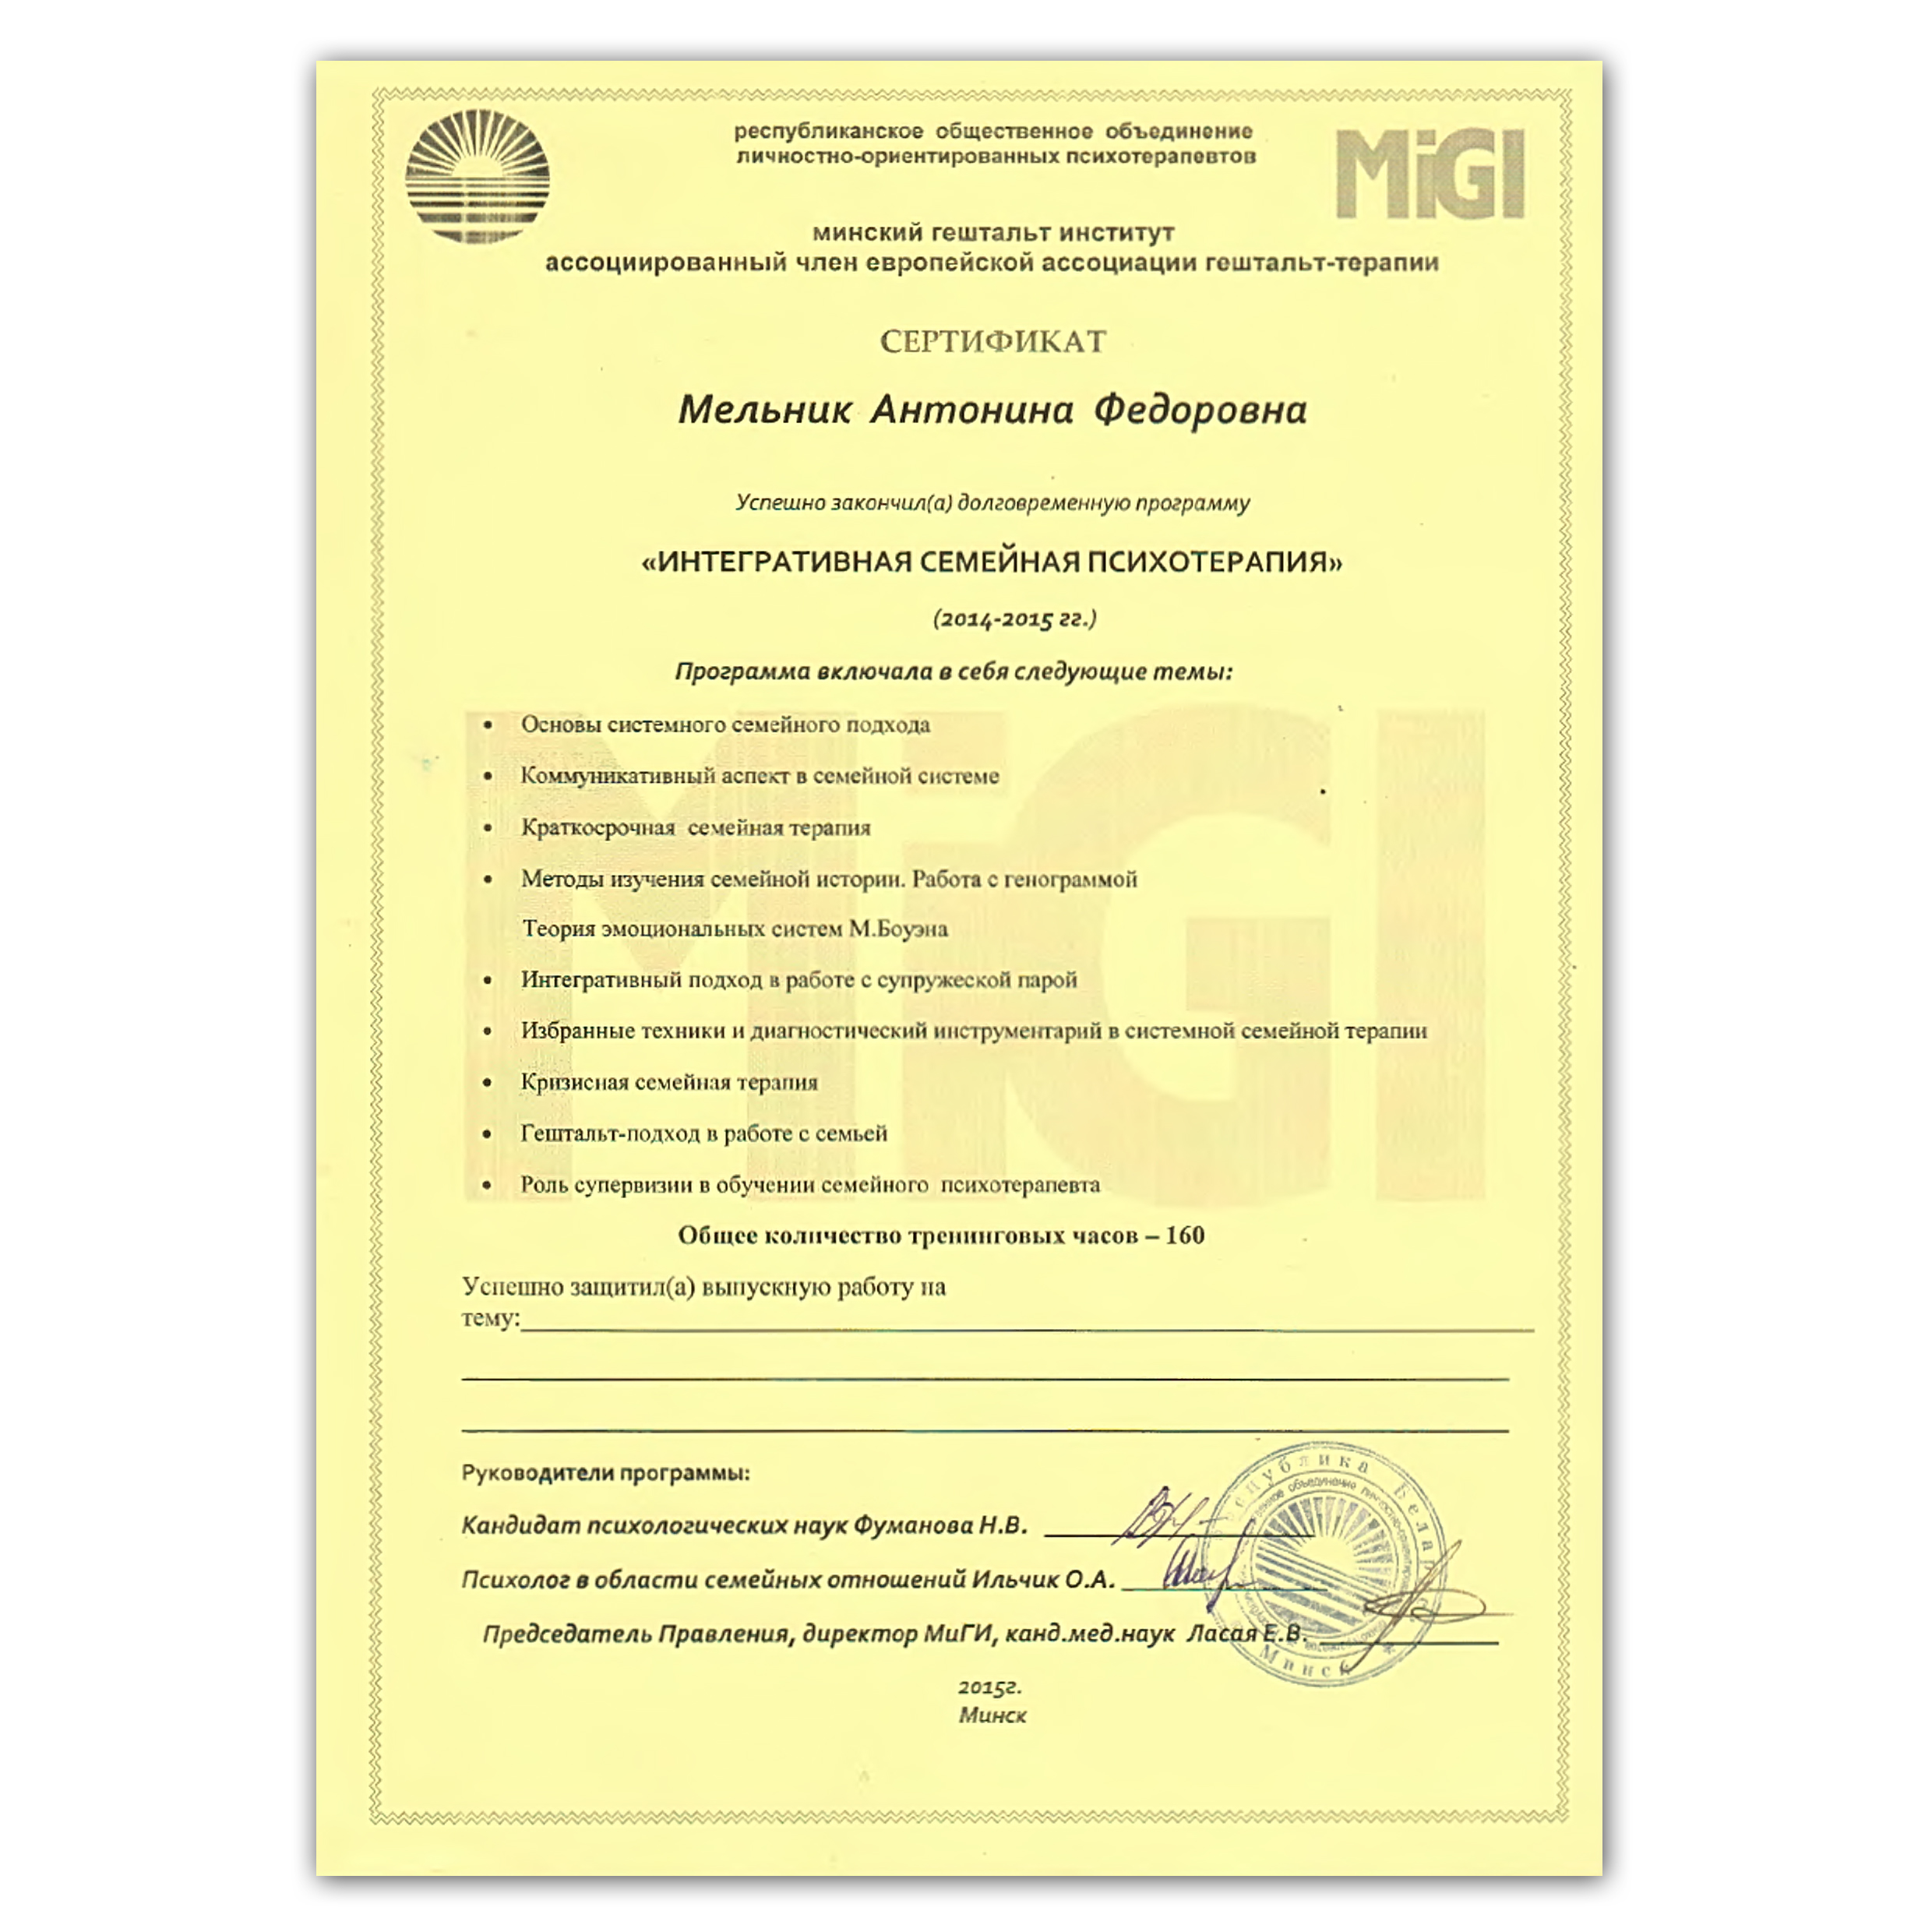 республиканское общественное объединение
личностно-ориентированных психотерапевтов
MiGI
минский гештальт институт
ассоциированный член европейской ассоциации гештальт-терапии
СЕРТИФИКАТ
Мельник Антонина Федоровна
Успешно закончил(а) долговременную программу
«ИНТЕГРАТИВНАЯ СЕМЕЙНАЯ ПСИХОТЕРАПИЯ»
(2014-2015 гг.)
Программа включала в себя следующие темы:
MiGI
• Основы системного семейного подхода
• Коммуникативный аспект в семейной системе
• Краткосрочная семейная терапия
• Методы изучения семейной истории. Работа с генограммой
Теория эмоциональных систем М.Боуэна
• Интегративный подход в работе с супружеской парой
• Избранные техники и диагностический инструментарий в системной семейной терапии
• Кризисная семейная терапия
• Гештальт-подход в работе с семьей
• Роль супервизии в обучении семейного психотерапевта
Общее количество тренинговых часов – 160
Успешно защитил(а) выпускную работу на
тему:
Руководители программы:
Кандидат психологических наук Фуманова Н.В.
Психолог в области семейных отношений Ильчик О.А.
Председатель Правления, директор МиГИ, канд.мед.наук Ласая Е.В.
объединение
Минск
2015г.
Минск